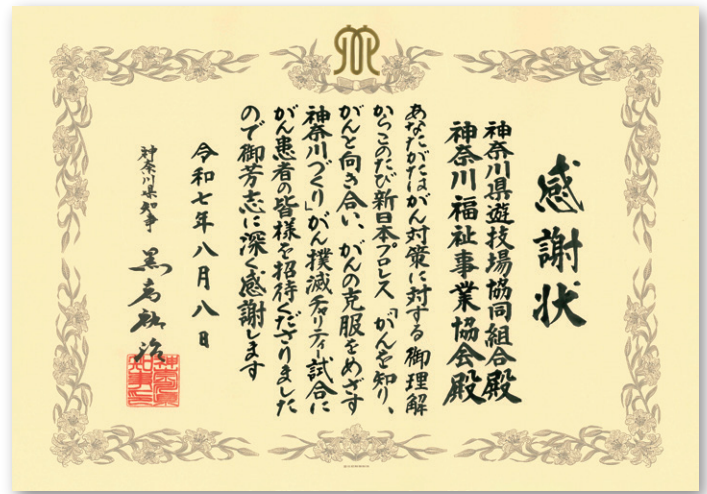 感謝状
神奈川県遊技場協同組合殿
神奈川福祉事業協会殿
あなたがたはがん対策に対する御理解
からこのたび新日本プロレス「がんを知り、
がんと向き合い、がんの克服をめざす
神奈川づくり」がん撲滅チャリティー試合に
がん患者の皆様を招待くださりました
ので御芳志に深く感謝します
令和七年八月八日
神奈川県知事 黒岩祐治